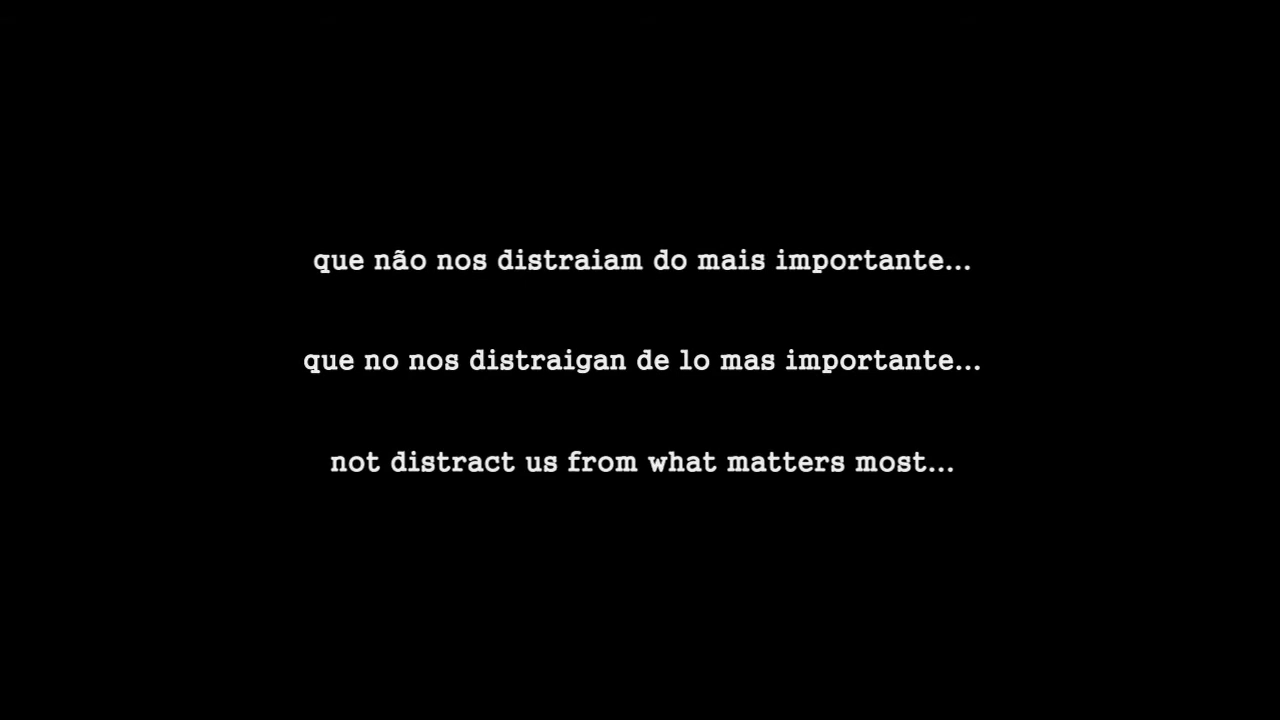 que não nos distraiam do mais importante...
que no nos distraigan de lo mas importante...
not distract us from what matters most...